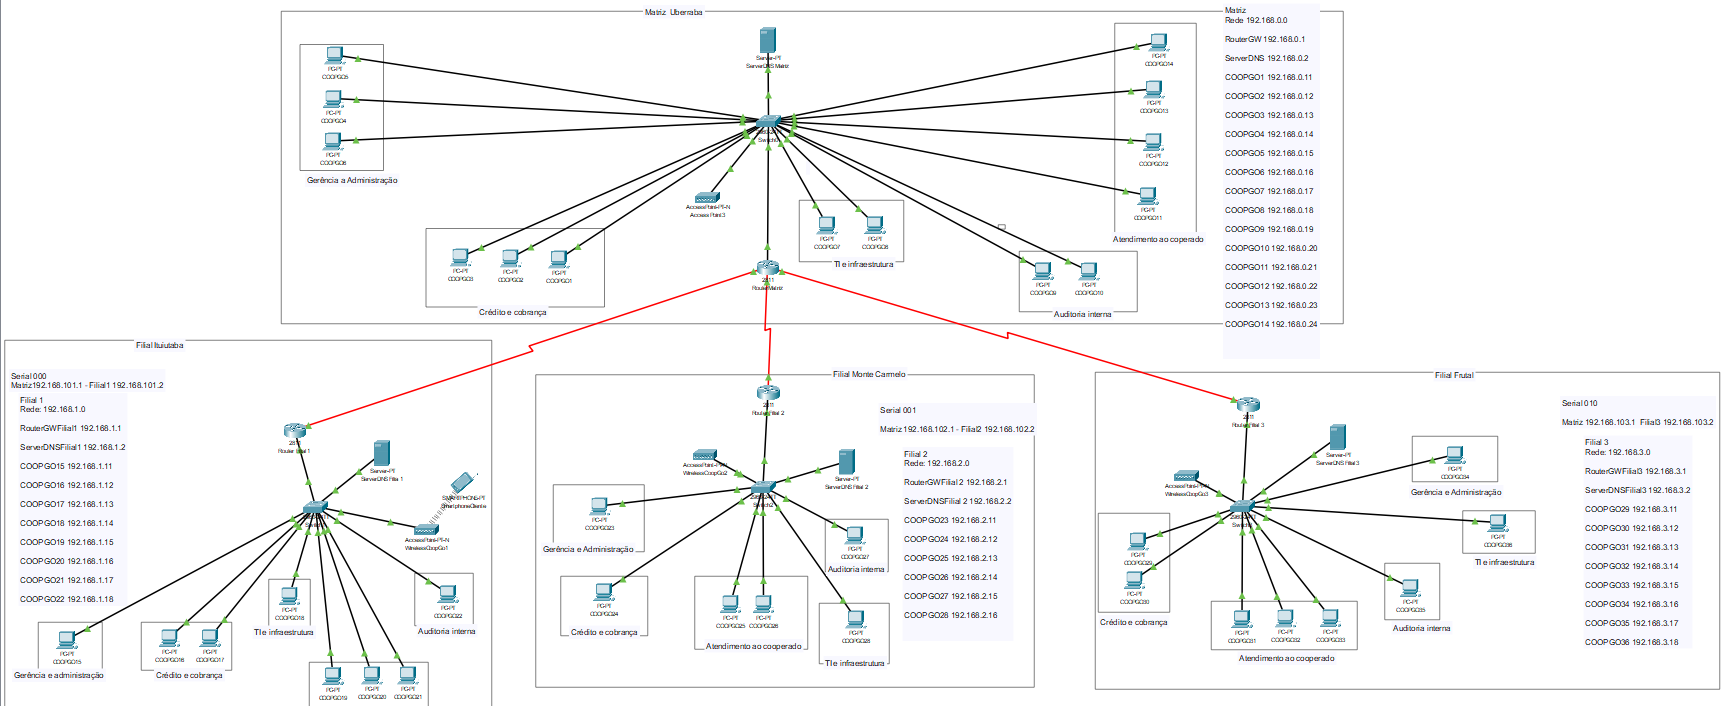 Matriz Uberraba
Server-PT
ServerDNS Matriz
PC-PT
COOPGO5
PC-PT
COOPGO4
PC-PT
COOPGO6
Gerência a Administração
Switch0
AccessPoint-PT-N
Access Point3
PC-PT
COOPGO3
PC-PT
COOPGO2
PC-PT
COOPGO1
Crédito e cobrança
2811
RouterMatriz
PC-PT
COOPGO7
PC-PT
COOPGO8
TI e infraestrutura
PC-PT
COOPGO9
PC-PT
COOPGO10
Auditoria interna
PC-PT
COOPGO14
PC-PT
COOPGO13
PC-PT
COOPGO12
PC-PT
COOPGO11
Atendimento ao coperado
Matriz
Rede 192.168.0.0
RouterGW 192.168.0.1
ServerDNS 192.168.0.2
COOPGO1 192.168.0.11
COOPGO2 192.168.0.12
COOPGO3 192.168.0.13
COOPGO4 192.168.0.14
COOPGO5 192.168.0.15
COOPGO6 192.168.0.16
COOPGO7 192.168.0.17
COOPGO8 192.168.0.18
COOPGO9 192.168.0.19
COOPGO10 192.168.0.20
COOPGO11 192.168.0.21
COOPGO12 192.168.0.22
COOPGO13 192.168.0.23
COOPGO14 192.168.0.24
Filial Ituiutaba
Serial 000
Matriz192.168.101.1 - Filial1 192.168.101.2
Filial 1
Rede: 192.168.1.0
RouterGWFilial1 192.168.1.1
ServerDNSFilial1 192.168.1.2
COOPGO15 192.168.1.11
COOPGO16 192.168.1.12
COOPGO17 192.168.1.13
COOPGO18 192.168.1.14
COOPGO19 192.168.1.15
COOPGO20 192.168.1.16
COOPGO21 192.168.1.17
COOPGO22 192.168.1.18
2811
Router Filial 1
Server-PT
ServerDNS Filial 1
SMARTPHONE-PT
SmartphoneCliente
AccessPoint-PT-N
WirelessCoopGo1
PC-PT
COOPGO15
Gerência e administração
PC-PT
COOPGO16
PC-PT
COOPGO17
Crédito e cobrança
PC-PT
COOPGO18
TI e infraestrutura
PC-PT
COOPGO19
PC-PT
COOPGO20
PC-PT
COOPGO21
PC-PT
COOPGO22
Auditoria interna
Filial Monte Carmelo
2811
Router Filial 2
Serial 001
Matriz 192.168.102.1 - Filial2 192.168.102.2
Filial 2
Rede: 192.168.2.0
RouterGWFilial 2 192.168.2.1
ServerDNSFilial 2 192.168.2.2
COOPGO23 192.168.2.11
COOPGO24 192.168.2.12
COOPGO25 192.168.2.13
COOPGO26 192.168.2.14
COOPGO27 192.168.2.15
COOPGO28 192.168.2.16
AccessPoint-PT-N
WirelessCoopGo2
Server-PT
ServerDNS Filial 2
Switch2
PC-PT
COOPGO23
Gerência e Administração
PC-PT
COOPGO24
Crédito e cobrança
PC-PT
COOPGO25
PC-PT
COOPGO26
Atendimento ao cooperado
PC-PT
COOPGO27
Auditoria interna
PC-PT
COOPGO28
TI e infraestrutura
Filial Frutal
2811
Router Filial 3
Serial 010
Matriz 192.168.103.1 Filial3 192.168.103.2
Filial 3
Rede: 192.168.3.0
RouterGWFilial3 192.168.3.1
ServerDNSFilial3 192.168.3.2
COOPGO29 192.168.3.11
COOPGO30 192.168.3.12
COOPGO31 192.168.3.13
COOPGO32 192.168.3.14
COOPGO33 192.168.3.15
COOPGO34 192.168.3.16
COOPGO35 192.168.3.17
COOPGO36 192.168.3.18
Server-PT
ServerDNS Filial 3
AccessPoint-PT-N
WirelessCoopGo3
PC-PT
COOPGO34
Gerência e Administração
PC-PT
COOPGO36
TI e infraestrutura
PC-PT
COOPGO35
Auditoria interna
PC-PT
COOPGO29
PC-PT
COOPGO30
Crédito e cobrança
PC-PT
COOPGO31
PC-PT
COOPGO32
PC-PT
COOPGO33
Atendimento ao cooperado